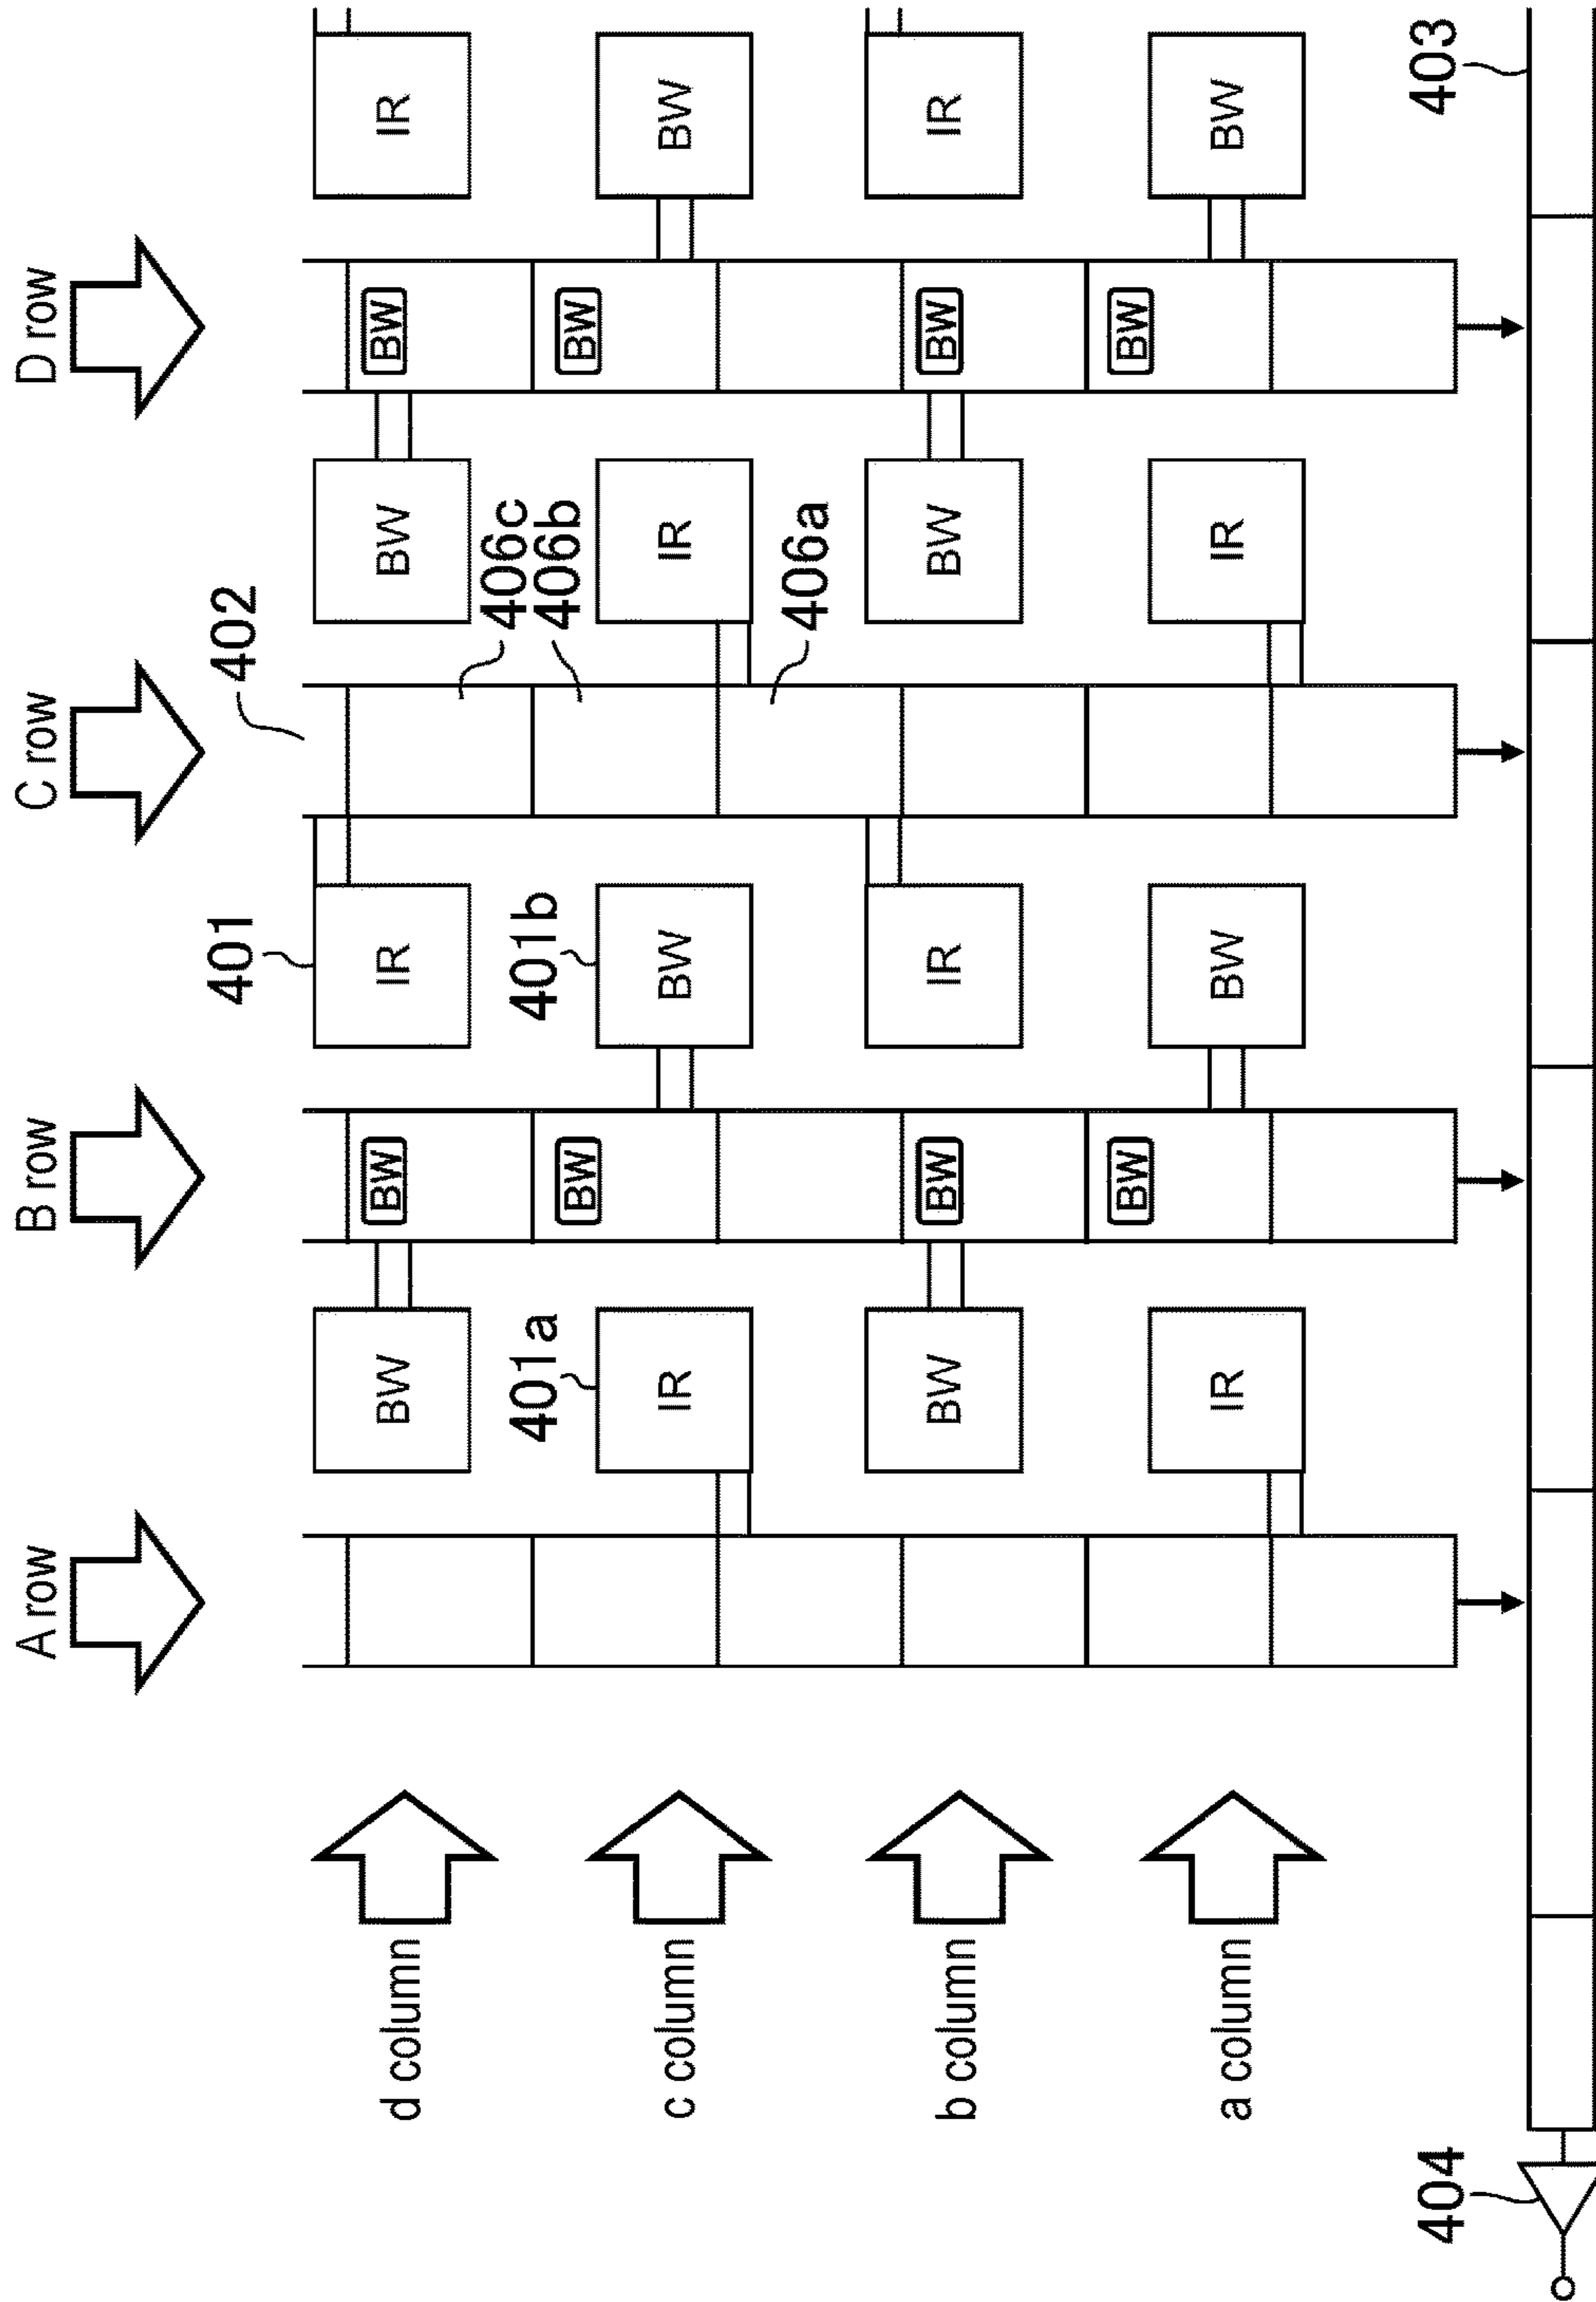 A row
B row
C row
D row
401
402
d column
BW
BW
IR
BW
BW
IR
406c
401a
401b
406b
BW
BW
c column
IR
BW
IR
BW
406a
b column
BW
BW
IR
BW
BW
IR
BW
BW
a column
IR
BW
IR
BW
404
403